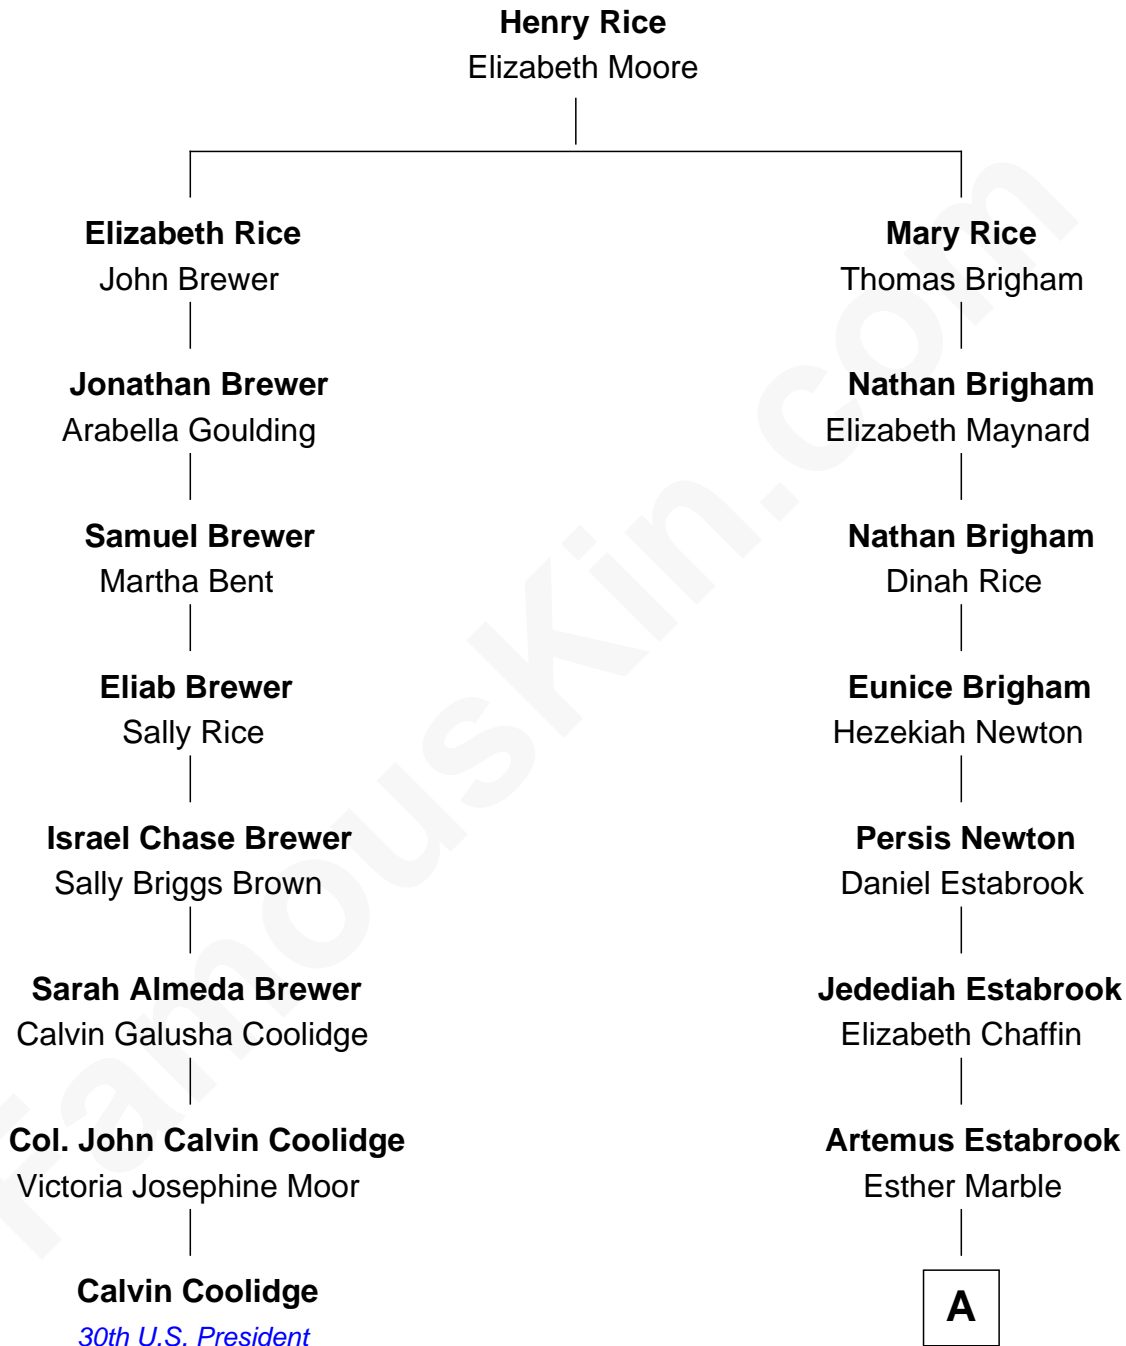 Henry Rice
Elizabeth Moore
Elizabeth Rice
John Brewer
Mary Rice
Thomas Brigham
Jonathan Brewer
Arabella Goulding
Nathan Brigham
Elizabeth Maynard
Samuel Brewer
Martha Bent
Nathan Brigham
Dinah Rice
Eliab Brewer
Sally Rice
Eunice Brigham
Hezekiah Newton
Israel Chase Brewer
Sally Briggs Brown
Persis Newton
Daniel Estabrook
Sarah Almeda Brewer
Calvin Galusha Coolidge
Jedediah Estabrook
Elizabeth Chaffin
Col. John Calvin Coolidge
Victoria Josephine Moor
Artemus Estabrook
Esther Marble
Calvin Coolidge
30th U.S. President
A
FamousKin.com